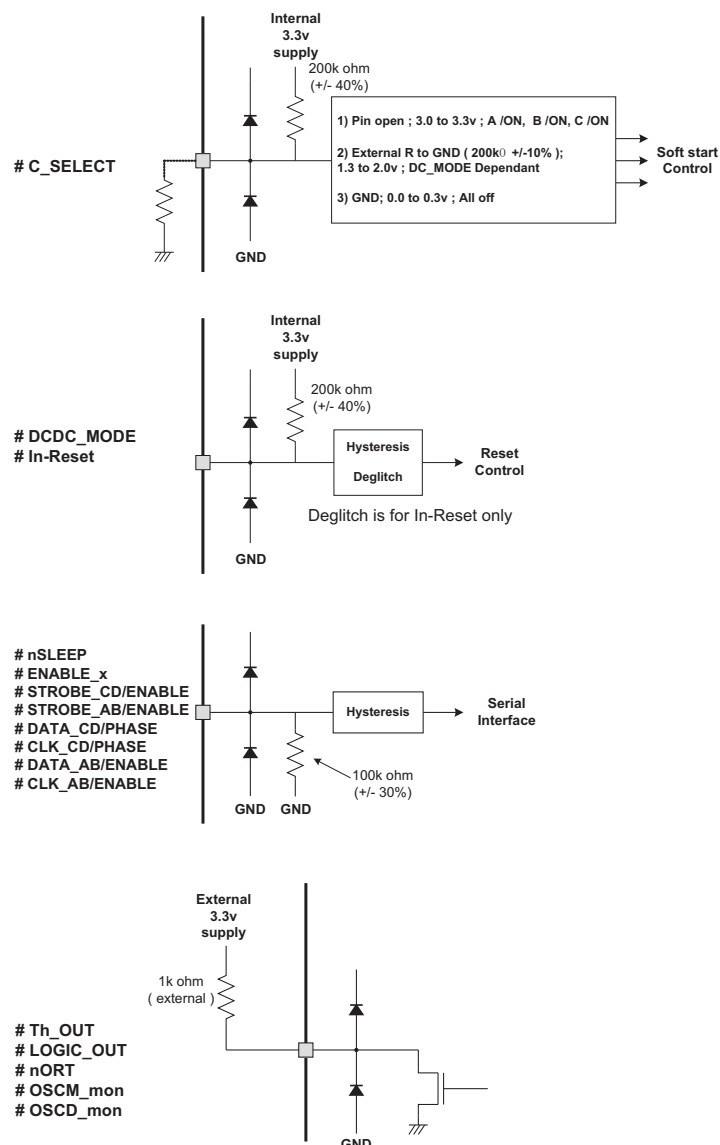 Internal
3.3v
supply
200k ohm
(+/- 40%)
# C_SELECT
1) Pin open ; 3.0 to 3.3v ; A /ON, B /ON, C /ON
2) External R to GND ( 200k0 +/-10% );
1.3 to 2.0v ; DC_MODE Dependant
3) GND; 0.0 to 0.3v ; All off
Soft start
Control
GND
Internal
3.3v
supply
200k ohm
(+/- 40%)
# DCDC_MODE
# In-Reset
Hysteresis
Deglitch
Reset
Control
Deglitch is for In-Reset only
GND
# nSLEEP
# ENABLE_x
# STROBE_CD/ENABLE
# STROBE_AB/ENABLE
# DATA_CD/PHASE
# CLK_CD/PHASE
# DATA_AB/ENABLE
# CLK_AB/ENABLE
Hysteresis
Serial
Interface
100k ohm
(+/- 30%)
GND
GND
External
3.3v
supply
1k ohm
( external )
# Th_OUT
# LOGIC_OUT
# nORT
# OSCM_mon
# OSCD_mon
GND